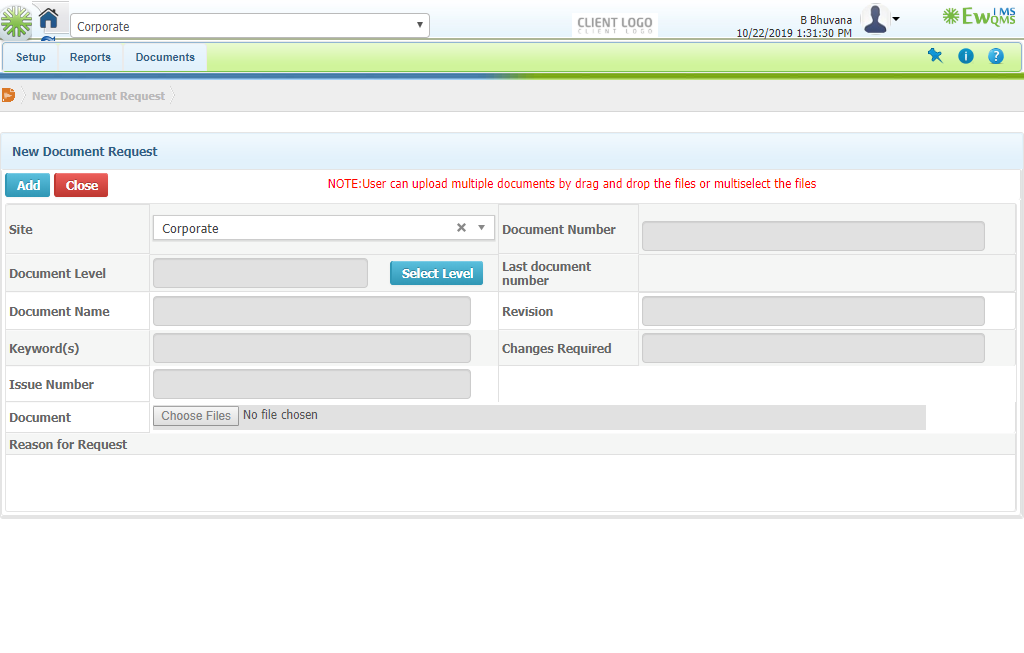 Corporate
CLIENT LOGO
CLIENT LOGO
B Bhuvana
10/22/2019 1:31:30 PM
EwQMS
IMS
Setup
Reports
Documents
New Document Request
New Document Request
Add
Close
NOTE:User can upload multiple documents by drag and drop the files or multiselect the files
Site
Corporate
Document Number
Document Level
Select Level
Last document
number
Document Name
Revision
Keyword(s)
Changes Required
Issue Number
Document
Choose Files No file chosen
Reason for Request